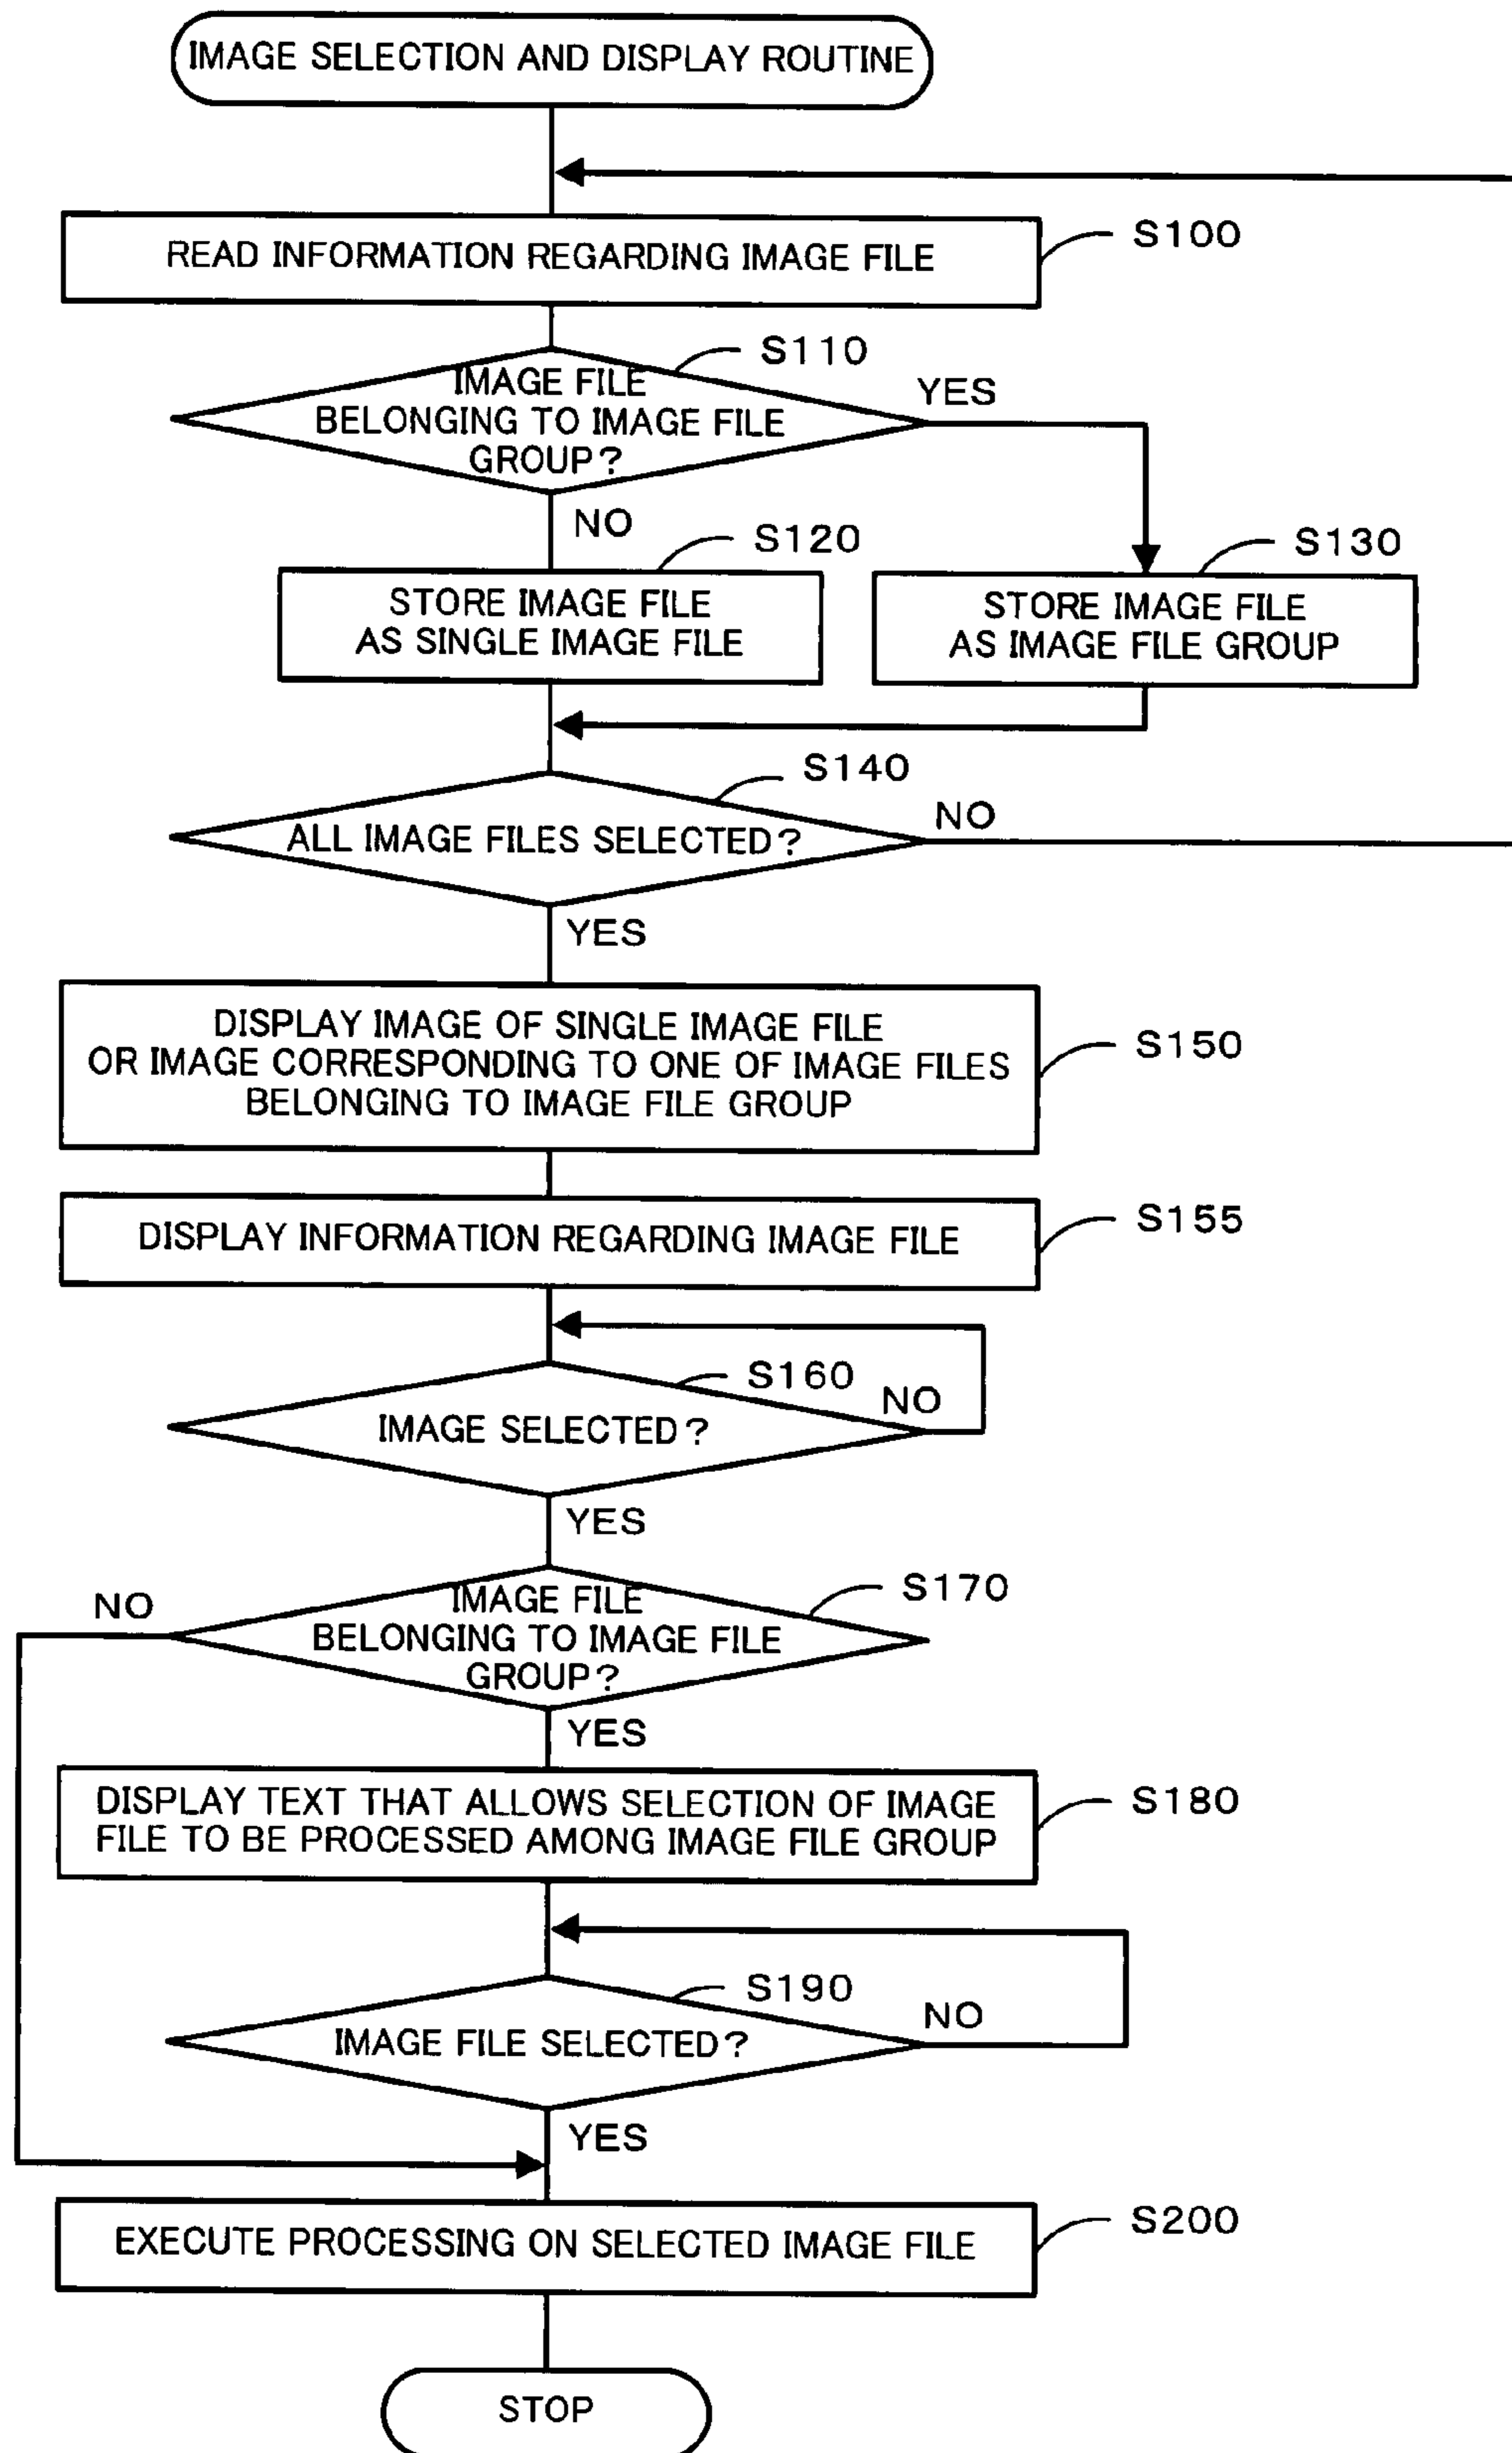 IMAGE SELECTION AND DISPLAY ROUTINE
READ INFORMATION REGARDING IMAGE FILE
S100
S110
IMAGE FILE
BELONGING TO IMAGE FILE
GROUP?
YES
NO
S120
STORE IMAGE FILE
AS SINGLE IMAGE FILE
S130
STORE IMAGE FILE
AS IMAGE FILE GROUP
S140
ALL IMAGE FILES SELECTED?
NO
YES
DISPLAY IMAGE OF SINGLE IMAGE FILE
OR IMAGE CORRESPONDING TO ONE OF IMAGE FILES
BELONGING TO IMAGE FILE GROUP
S150
DISPLAY INFORMATION REGARDING IMAGE FILE
S155
S160
IMAGE SELECTED?
NO
YES
NO
IMAGE FILE
BELONGING TO IMAGE FILE
GROUP?
S170
YES
DISPLAY TEXT THAT ALLOWS SELECTION OF IMAGE
FILE TO BE PROCESSED AMONG IMAGE FILE GROUP
S180
S190
IMAGE FILE SELECTED?
NO
YES
EXECUTE PROCESSING ON SELECTED IMAGE FILE
S200
STOP